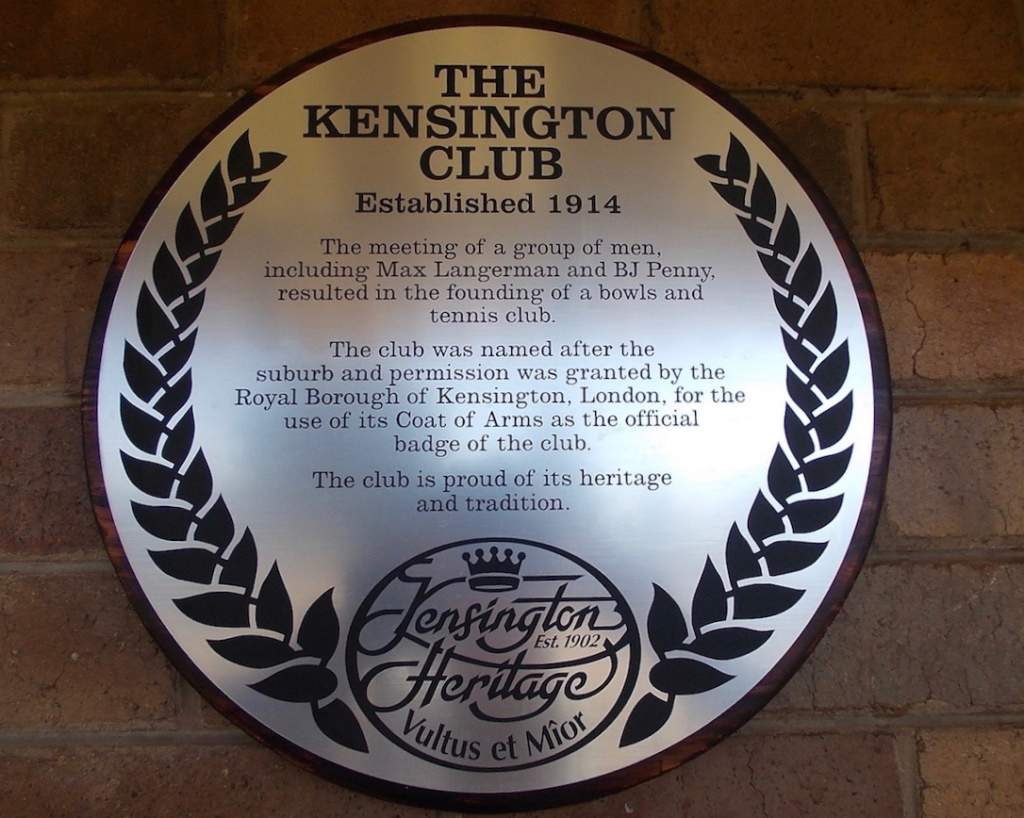 THE
KENSINGTON
CLUB
Established 1914
The meeting of a group of men,
including Max Langerman and BJ Penny,
resulted in the founding of a bowls and
tennis club.
The club was named after the
suburb and permission was granted by the
Royal Borough of Kensington, London, for the
use of its Coat of Arms as the official
badge of the club.
The club is proud of its heritage
and tradition.
Kensington
Est. 1902
Heritage
Vultus et Mîor